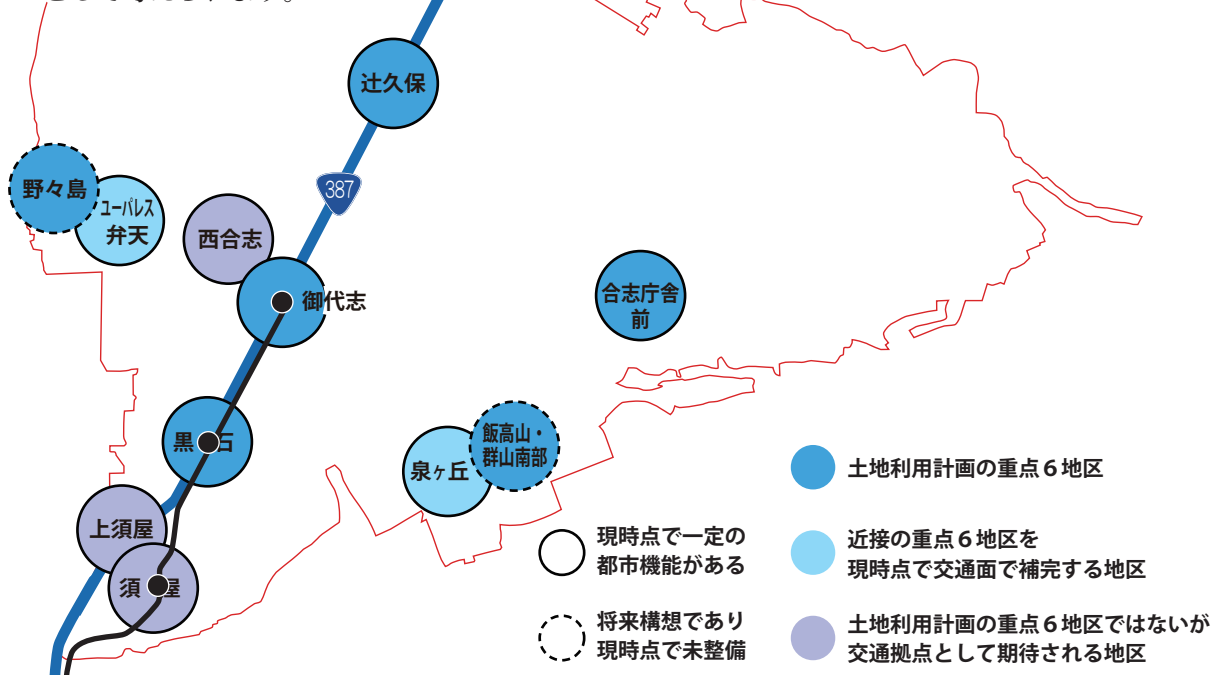 辻久保
387
野々島
ユーパレス
弁天
西合志
御代志
合志庁舎
前
黒石
飯高山・
群山南部
泉ヶ丘
上須屋
須屋
土地利用計画の重点６地区
現時点で一定の
都市機能がある
近接の重点６地区を
現時点で交通面で補完する地区
将来構想であり
現時点で未整備
土地利用計画の重点６地区ではないが
交通拠点として期待される地区